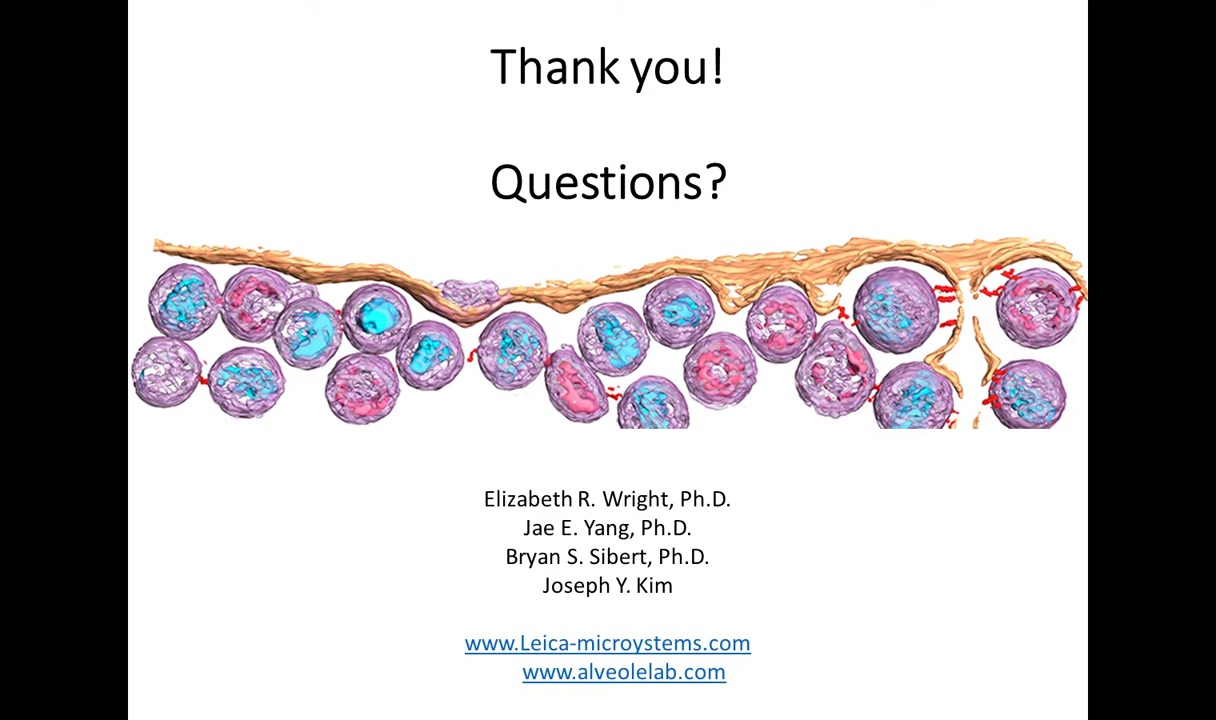 Thank you!
Questions?
Elizabeth R. Wright, Ph.D.
Jae E. Yang, Ph.D.
Bryan S. Sibert, Ph.D.
Joseph Y. Kim
www.Leica-microystems.com
www.alveolelab.com